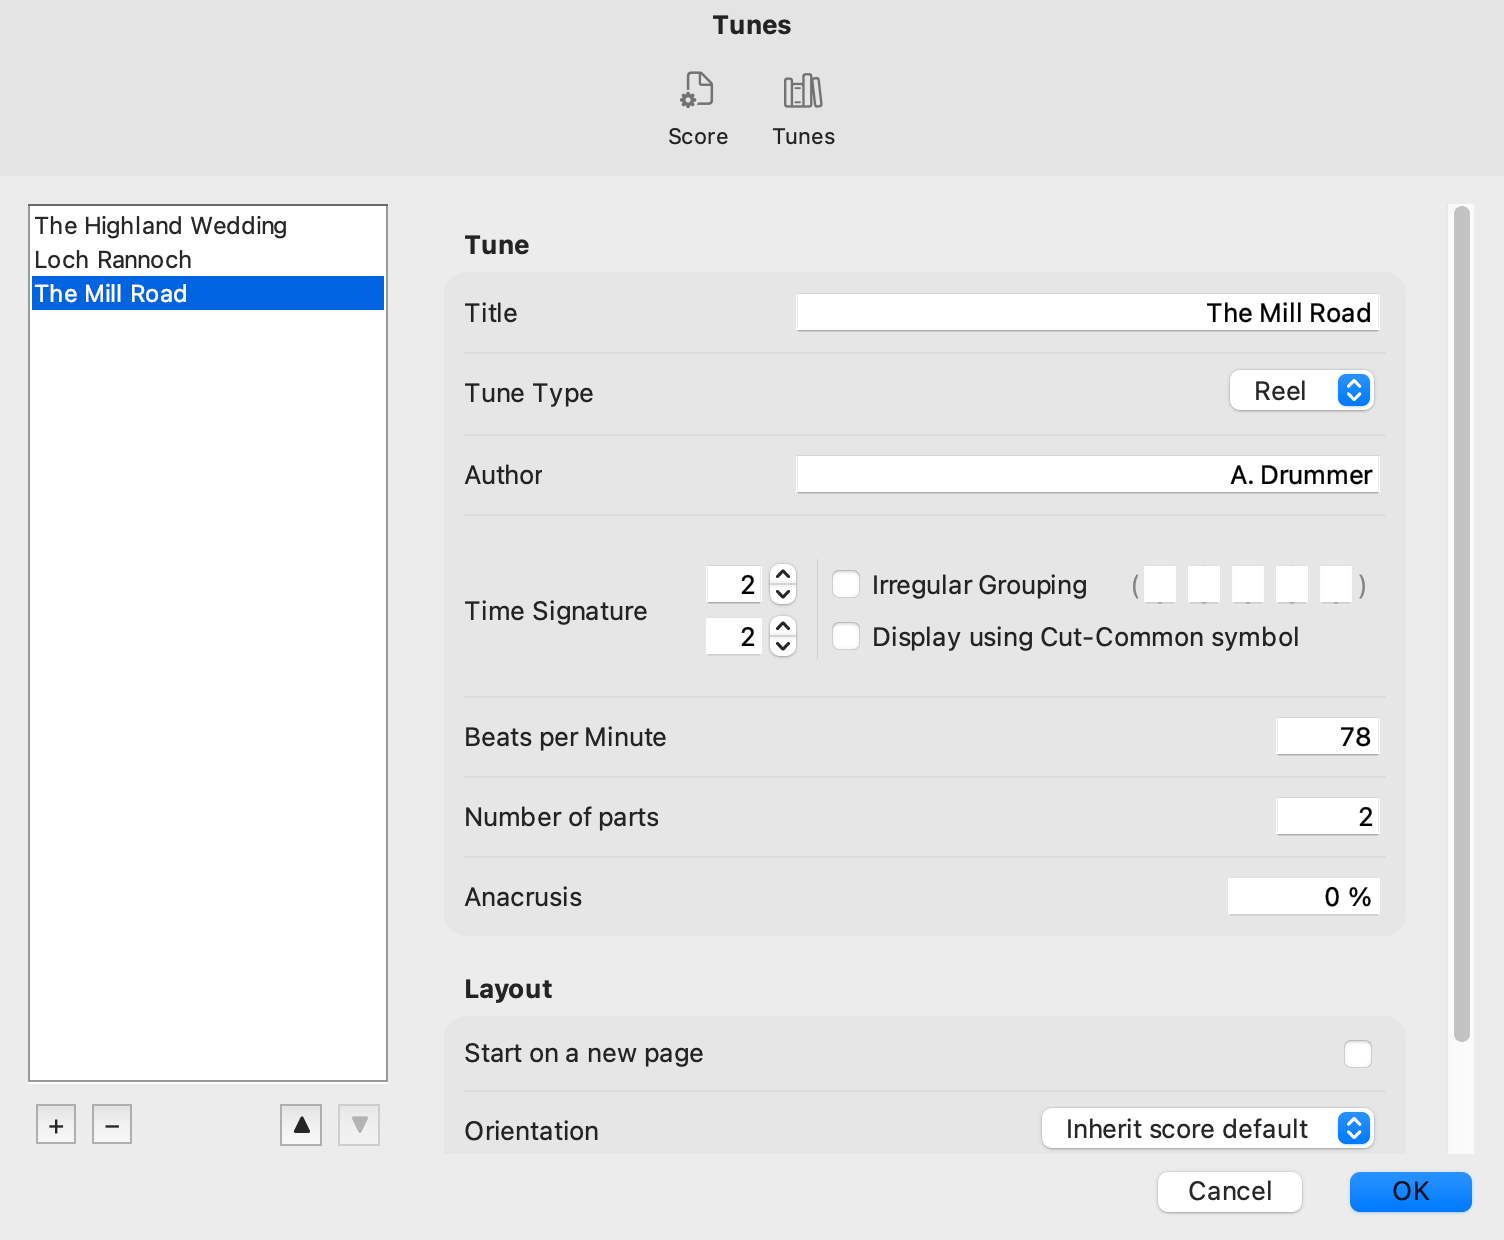 Tunes
Score Tunes
The Highland Wedding
Loch Rannoch
The Mill Road
+ −
Tune
Title The Mill Road
Tune Type Reel
Author A. Drummer
Time Signature 2 2
Irregular Grouping ( )
Display using Cut-Common symbol
Beats per Minute 78
Number of parts 2
Anacrusis 0 %
Layout
Start on a new page
Orientation Inherit score default
Cancel OK